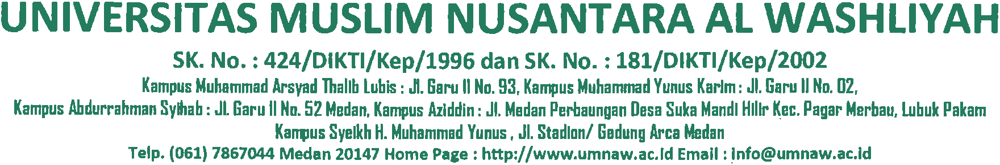 UNIVERSITAS MUSLIM NUSANTARA AL WASHLIYAH
SK. No. : 424/DIKTI/Kep/1996 dan SK. No. : 181/DIKTI/Kep/2002
Kampus Muhammad Arsyad Thalib Lubis : Jl. Garu II No. 93, Kampus Muhammad Yunus Karim : Jl. Garu II No. 02,
Kampus Abdurrahman Syihab : Jl. Garu II No. 52 Medan, Kampus Aziddin : Jl. Medan Perbaungan Desa Suka Mandi Hilir Kec. Pagar Merbau, Lubuk Pakam
Kampus Syeikh H. Muhammad Yunus , Jl. Stadion/ Gedung Arca Medan
Telp. (061) 7867044 Medan 20147 Home Page : http://www.umnaw.ac.id Email : info@umnaw.ac.id